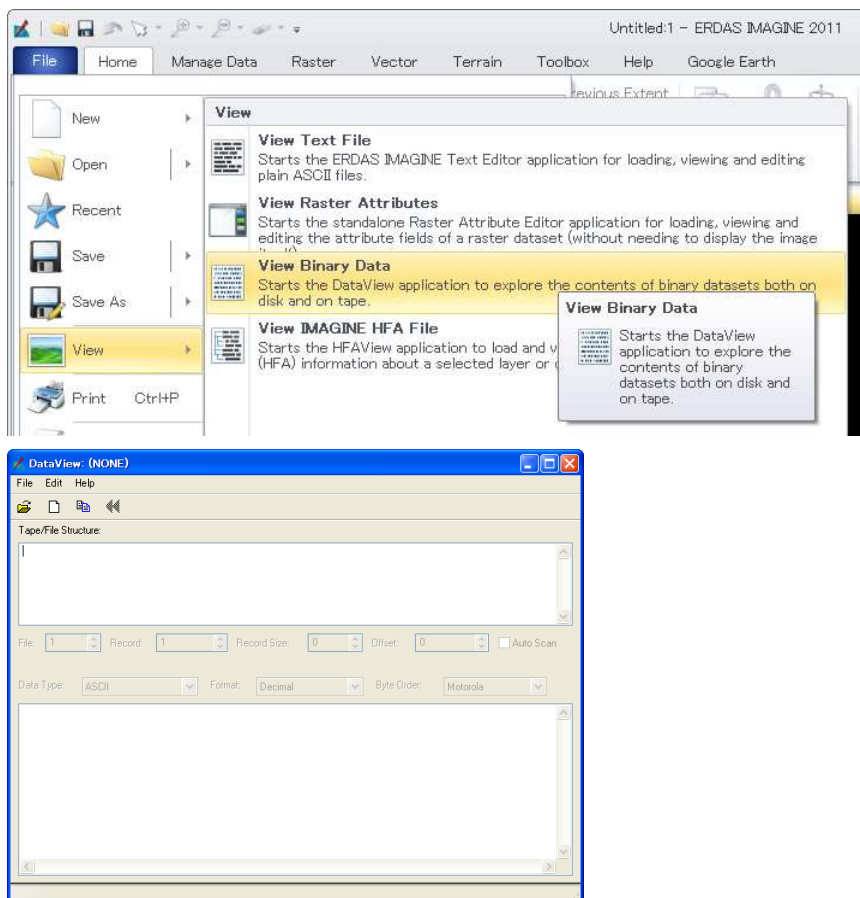 Untitled:1 - ERDAS IMAGINE 2011
File Home Manage Data Raster Vector Terrain Toolbox Help Google Earth
revious Extent
New
Open
Recent
Save
Save As
View
Print Ctrl+P
View
View Text File
Starts the ERDAS IMAGINE Text Editor application for loading, viewing and editing
plain ASCII files.
View Raster Attributes
Starts the standalone Raster Attribute Editor application for loading, viewing and
editing the attribute fields of a raster dataset (without needing to display the image
View Binary Data
Starts the DataView application to explore the contents of binary datasets both on
disk and on tape.
View IMAGINE HFA File
Starts the HFAView application to load and v
(HFA) information about a selected layer or
View Binary Data
Starts the DataView
application to explore the
contents of binary
datasets both on disk and
on tape.
DataView: (NONE)
File Edit Help
Tape/File Structure:
File: 1 Record: 1 Record Size: 0 Offset: 0 Auto Scan
Data Type: ASCII Format: Decimal Byte Order: Motorola